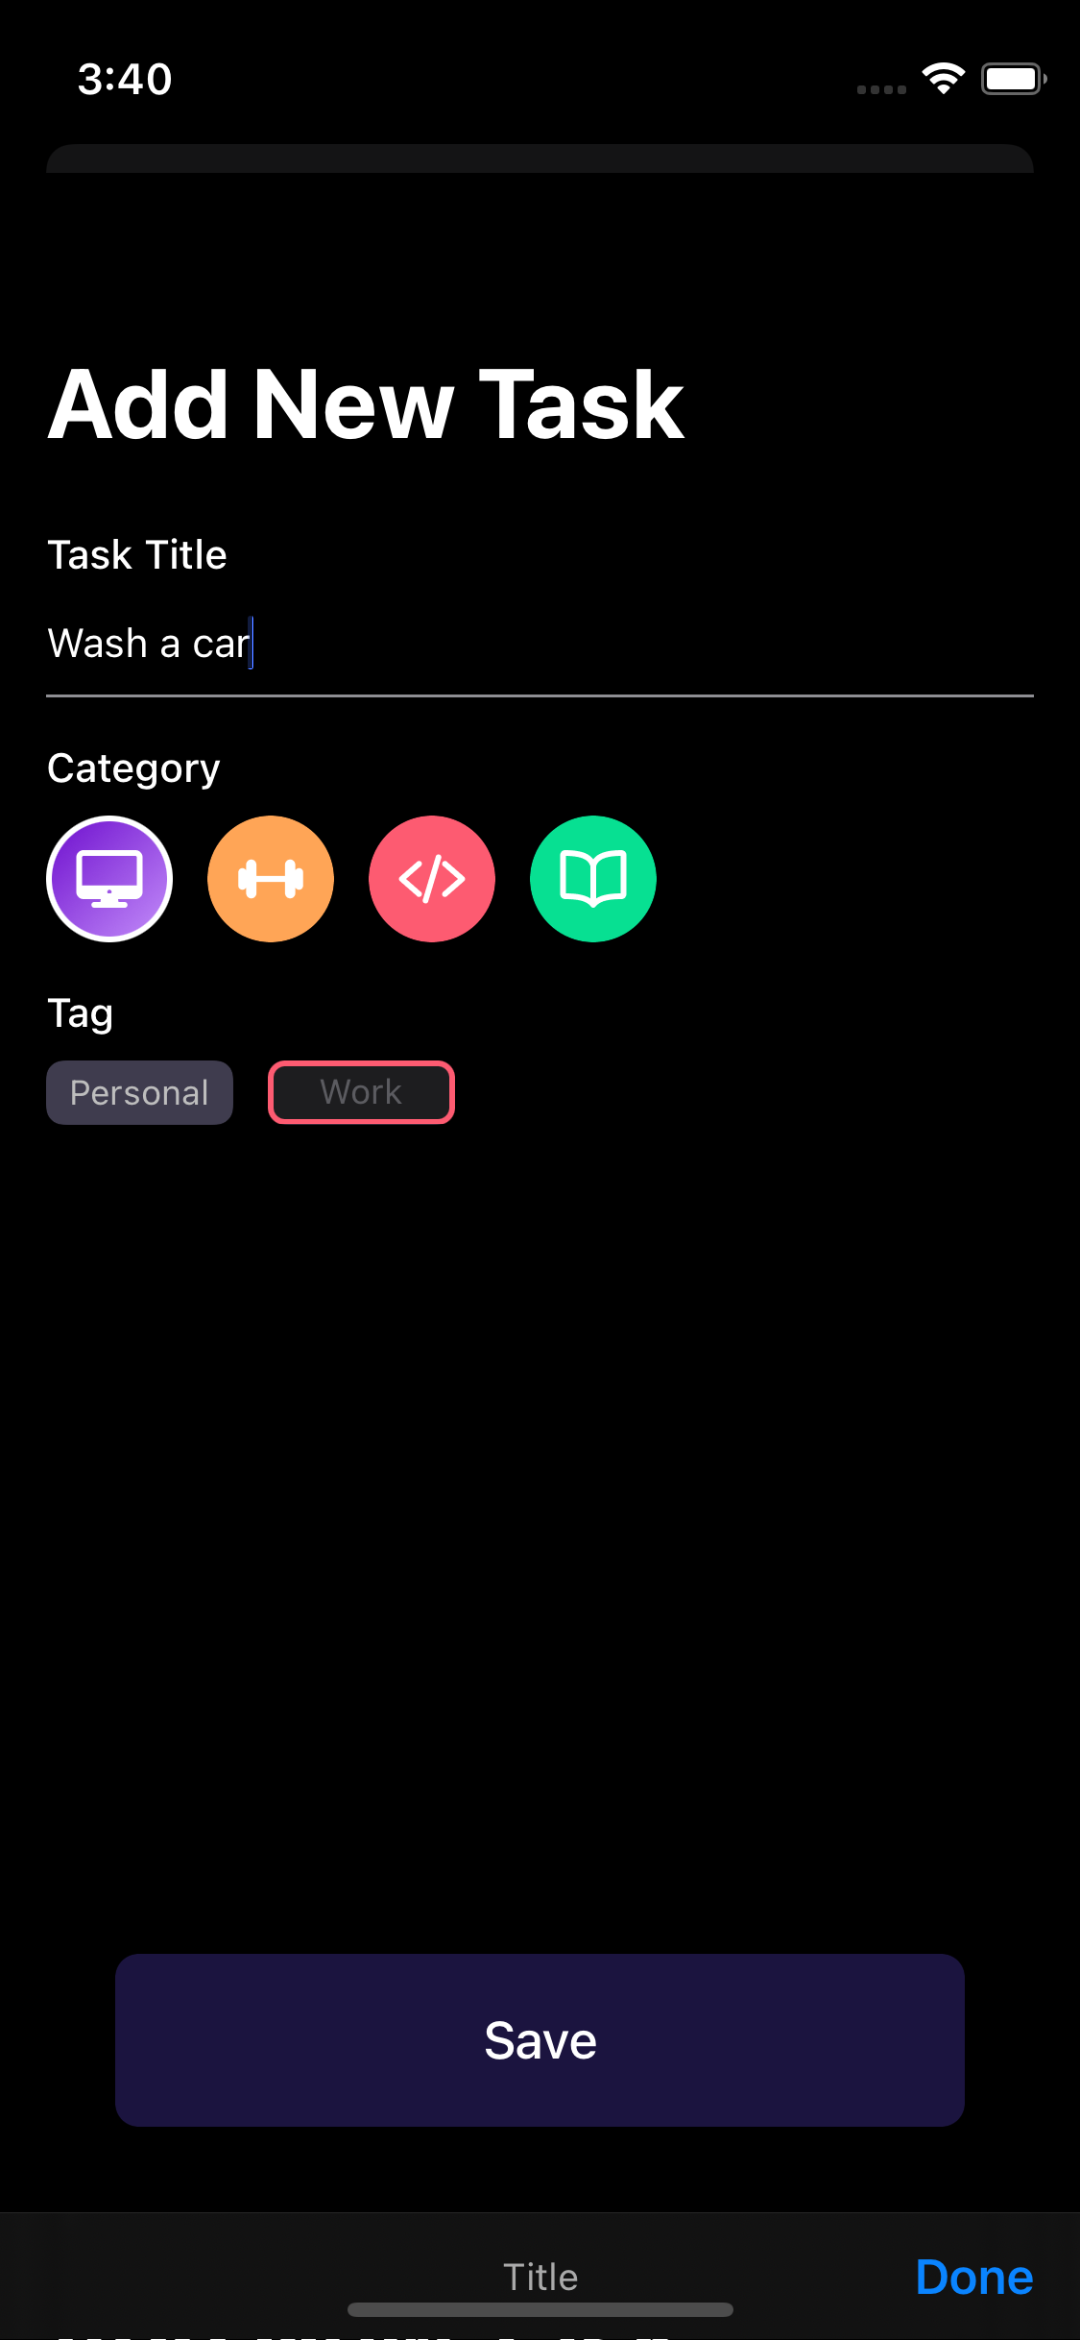 3:40
Add New Task
Task Title
Wash a car
Category
Tag
Personal
Work
Save
Title
Done